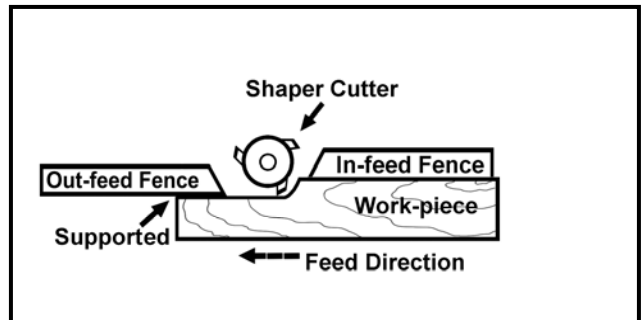 Shaper Cutter
In-feed Fence
Out-feed Fence
Work-piece
Supported
Feed Direction